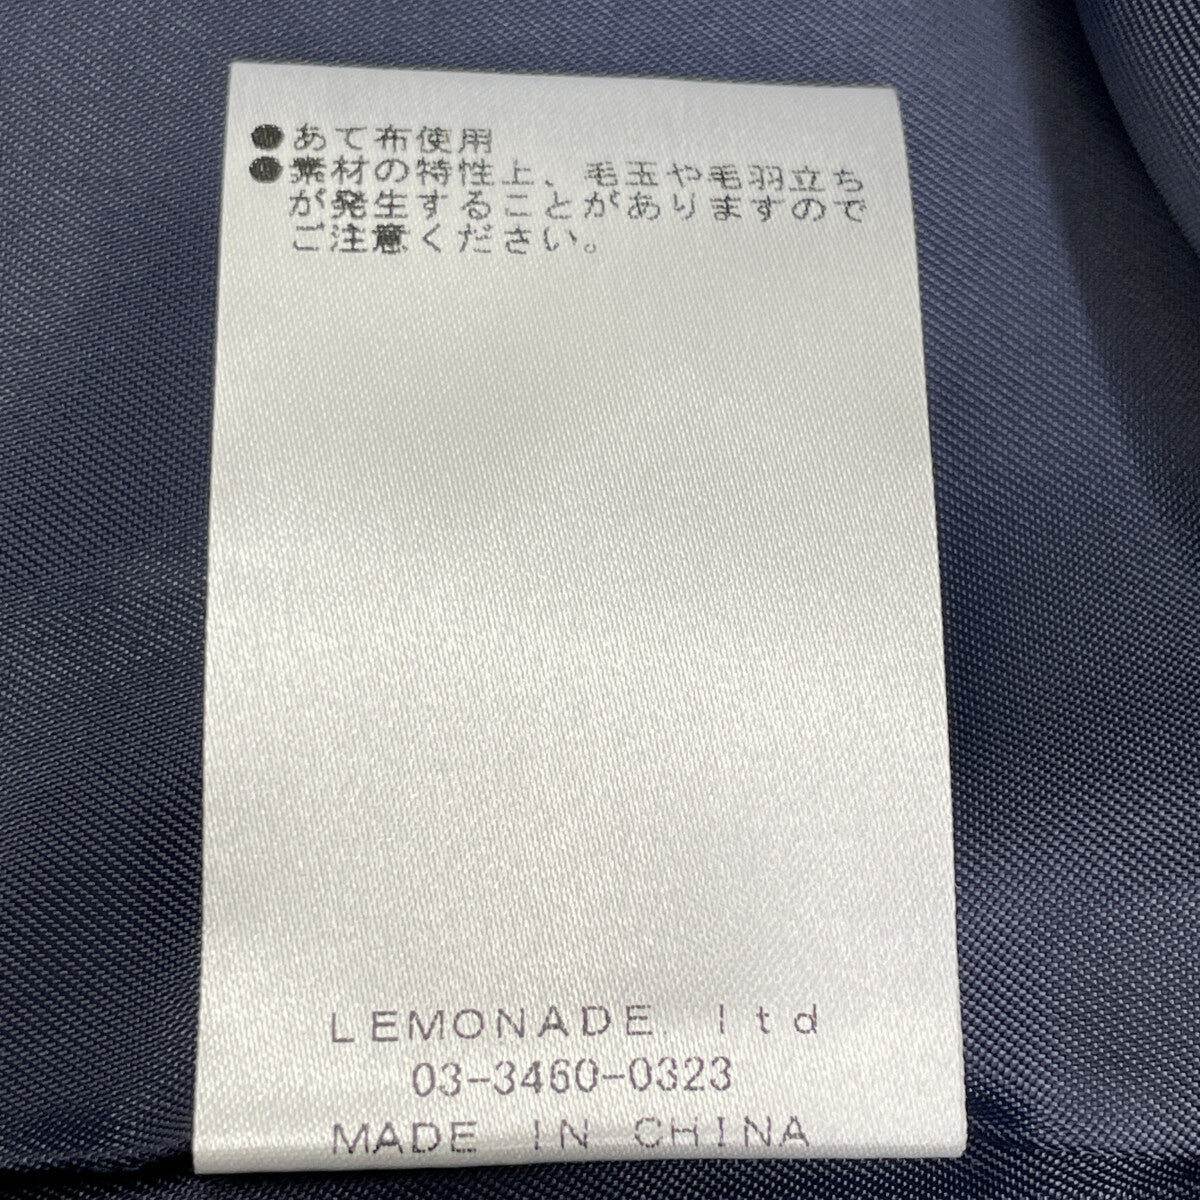 ●あて布使用
●素材の特性上、毛玉や毛羽立ち
が発生することがありますので
ご注意ください。
LEMONADE. ltd
03-3460-0323
MADE IN CHINA